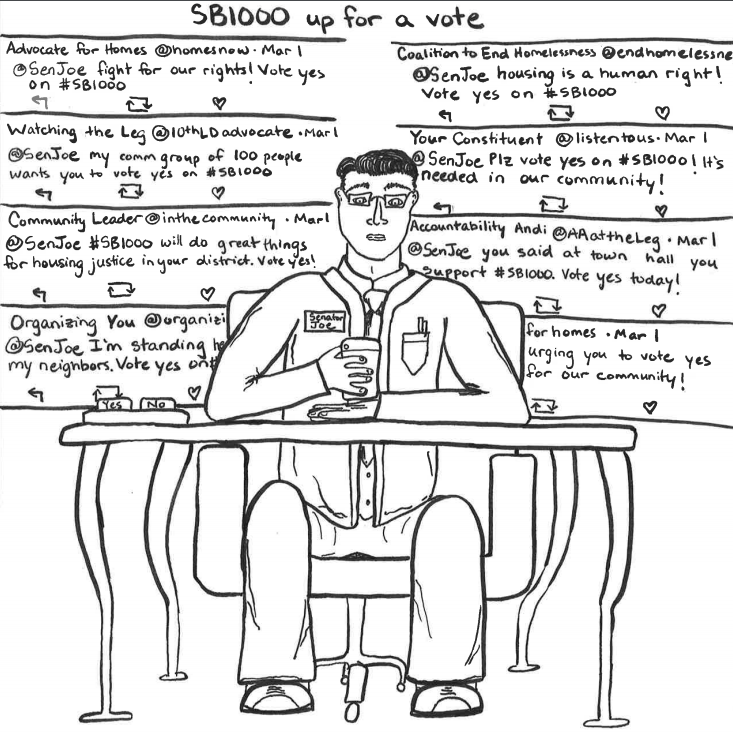 SB1000 up for a vote
Advocate for Homes @homesnow · Mar 1
@SenJoe fight for our rights! Vote yes
on #SB1000
Watching the Leg @10thLDadvocate · Mar 1
@SenJoe my comm group of 100 people
wants you to vote yes on #SB1000
Community Leader @inthecommunity · Mar 1
@SenJoe #SB1000 will do great things
for housing justice in your district. Vote yes!
Organizing You @organizi
@SenJoe I'm standing
my neighbors. Vote yes on
Coalition to End Homelessness @endhomelessne
@SenJoe housing is a human right!
Vote yes on #SB1000
Your Constituent @listentous · Mar 1
@SenJoe Plz vote yes on #SB1000! It's
needed in our community!
Accountability Andi @AAattheLeg · Mar 1
@SenJoe you said at town hall you
support #SB1000. Vote yes today!
for homes · Mar 1
urging you to vote yes
for our community!
Senator
Joe
Yes No